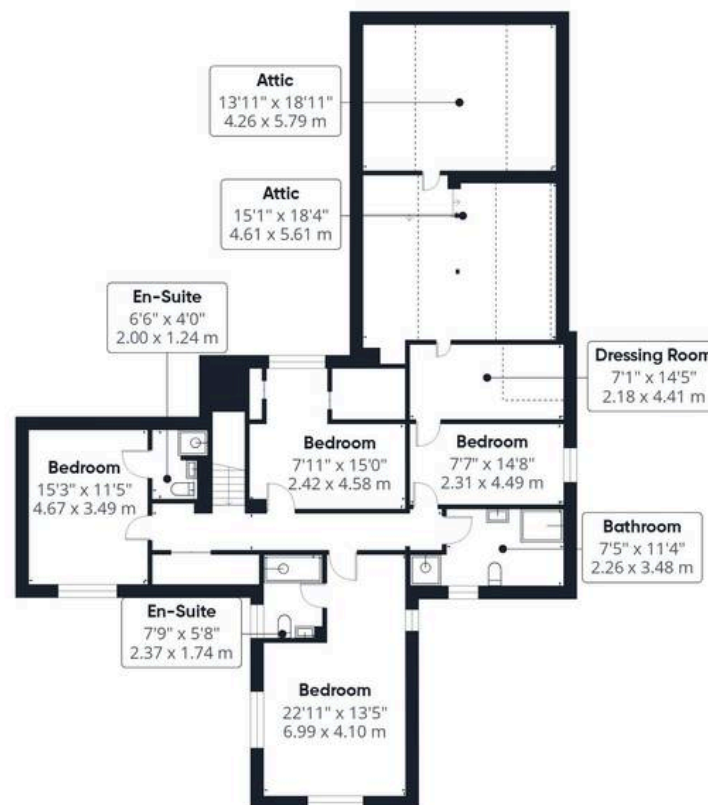 Attic
13'11" x 18'11"
4.26 x 5.79 m
Attic
15'1" x 18'4"
4.61 x 5.61 m
En-Suite
6'6" x 4'0"
2.00 x 1.24 m
Dressing Room
7'1" x 14'5"
2.18 x 4.41 m
Bedroom
15'3" x 11'5"
4.67 x 3.49 m
Bedroom
7'11" x 15'0"
2.42 x 4.58 m
Bedroom
7'7" x 14'8"
2.31 x 4.49 m
Bathroom
7'5" x 11'4"
2.26 x 3.48 m
En-Suite
7'9" x 5'8"
2.37 x 1.74 m
Bedroom
22'11" x 13'5"
6.99 x 4.10 m